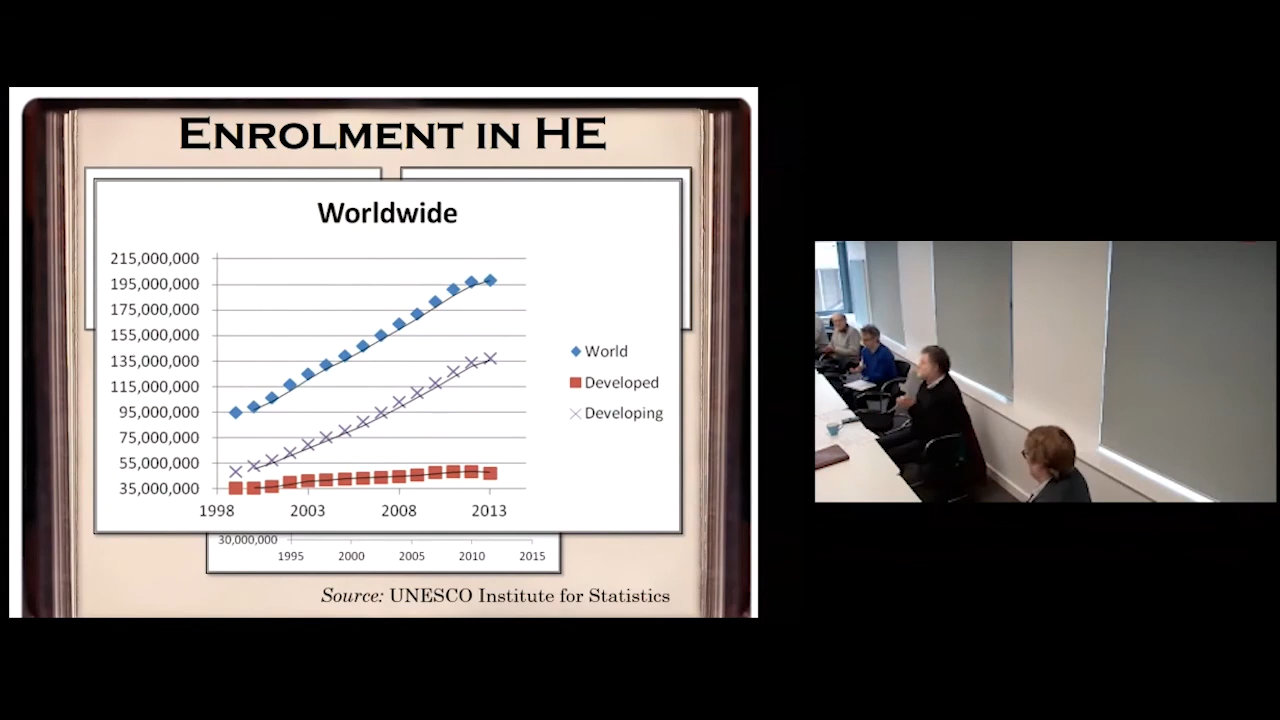 ENROLMENT IN HE
Worldwide
215,000,000
195,000,000
175,000,000
155,000,000
135,000,000
115,000,000
95,000,000
75,000,000
55,000,000
35,000,000
1998 2003 2008 2013
World
Developed
Developing
30,000,000
1995 2000 2005 2010 2015
Source: UNESCO Institute for Statistics